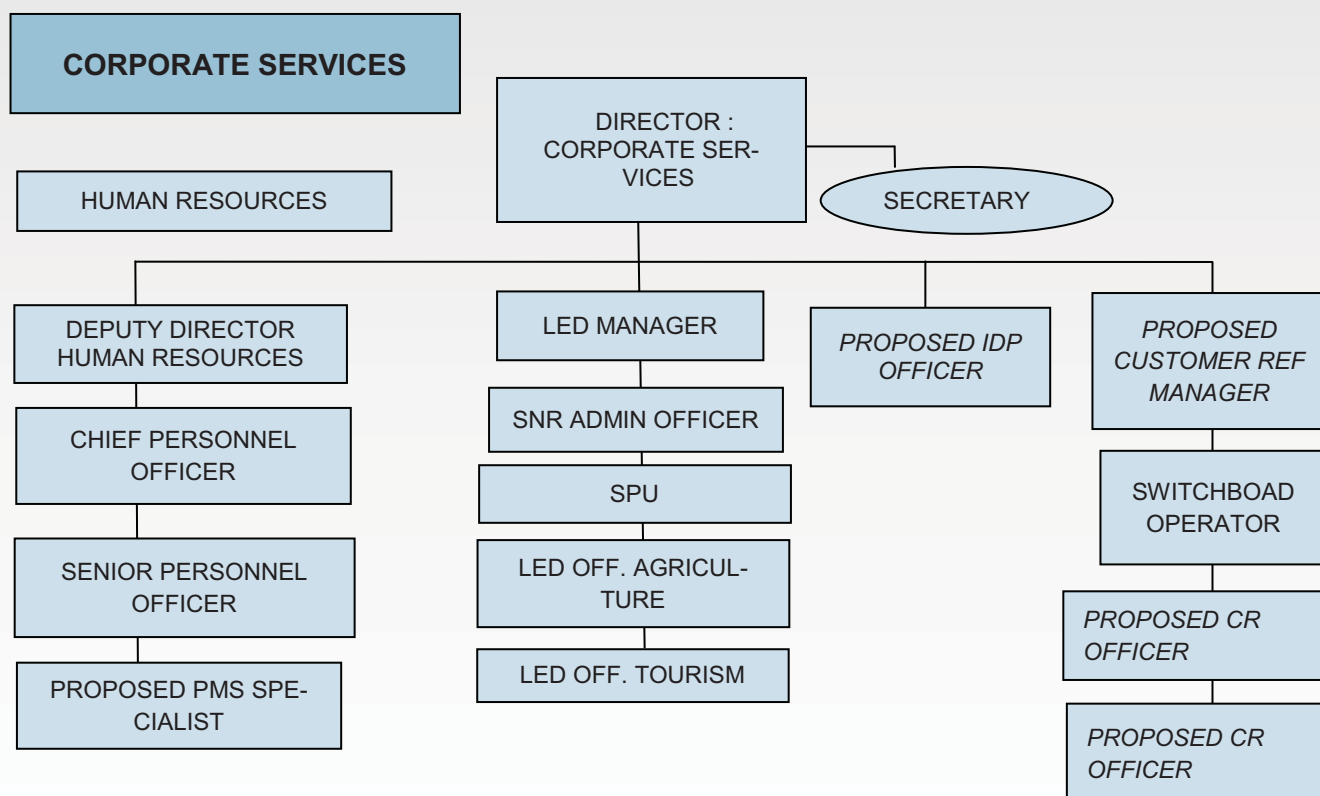 CORPORATE SERVICES
DIRECTOR :
CORPORATE SER-
VICES
HUMAN RESOURCES
SECRETARY
DEPUTY DIRECTOR
HUMAN RESOURCES
CHIEF PERSONNEL
OFFICER
SENIOR PERSONNEL
OFFICER
PROPOSED PMS SPE-
CIALIST
LED MANAGER
SNR ADMIN OFFICER
SPU
LED OFF. AGRICUL-
TURE
LED OFF. TOURISM
PROPOSED IDP
OFFICER
PROPOSED
CUSTOMER REF
MANAGER
SWITCHBOAD
OPERATOR
PROPOSED CR
OFFICER
PROPOSED CR
OFFICER